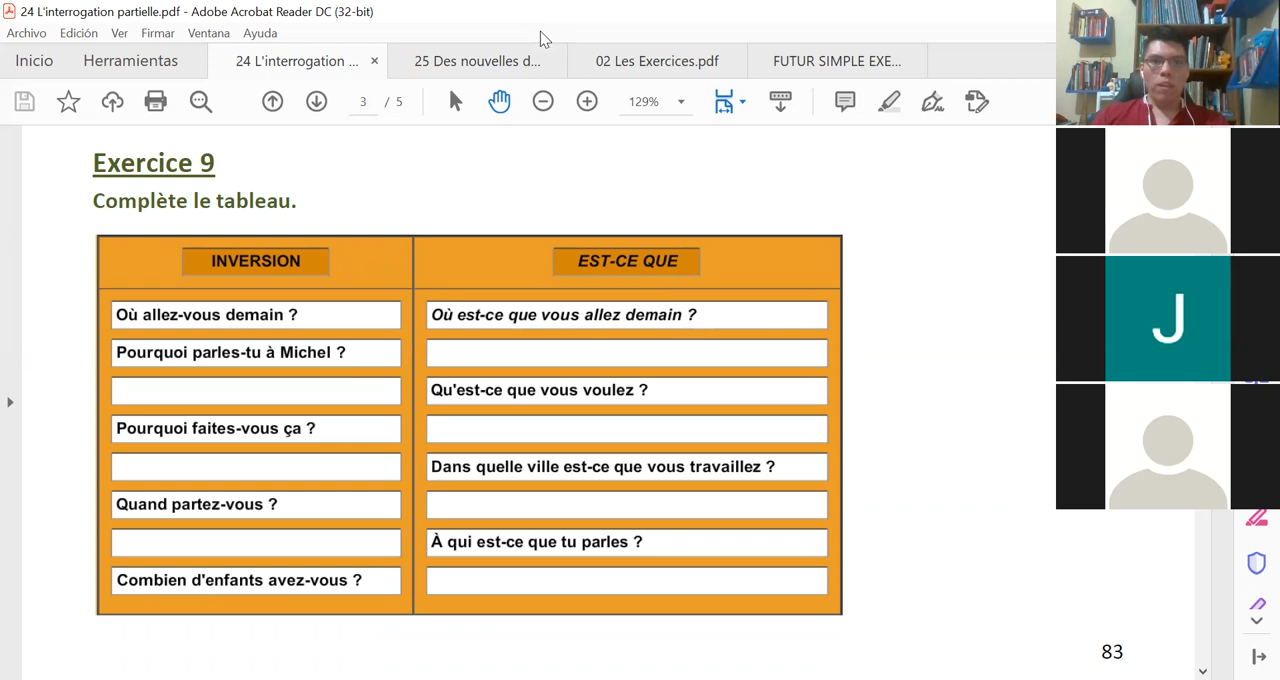 24 L'interrogation partielle.pdf - Adobe Acrobat Reader DC (32-bit)
Archivo Edición Ver Firmar Ventana Ayuda
Inicio Herramientas 24 L'interrogation ... × 25 Des nouvelles d... 02 Les Exercices.pdf FUTUR SIMPLE EXE...
3 / 5 129%
Exercice 9
Complète le tableau.
INVERSION EST-CE QUE
Où allez-vous demain ? Où est-ce que vous allez demain ?
Pourquoi parles-tu à Michel ?
Qu'est-ce que vous voulez ?
Pourquoi faites-vous ça ?
Dans quelle ville est-ce que vous travaillez ?
Quand partez-vous ?
À qui est-ce que tu parles ?
Combien d'enfants avez-vous ?
83
J